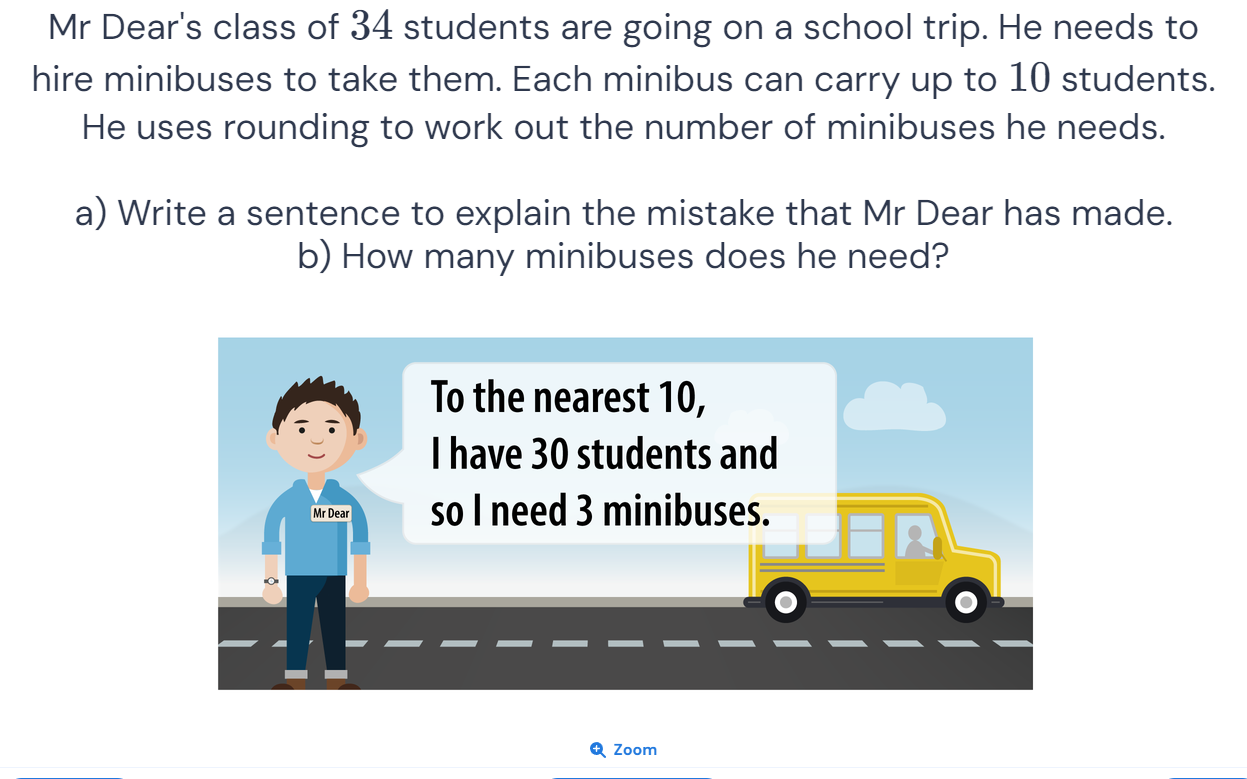 Mr Dear's class of 34 students are going on a school trip. He needs to
hire minibuses to take them. Each minibus can carry up to 10 students.
He uses rounding to work out the number of minibuses he needs.
a) Write a sentence to explain the mistake that Mr Dear has made.
b) How many minibuses does he need?
To the nearest 10,
I have 30 students and
so I need 3 minibuses.
Mr Dear
Zoom